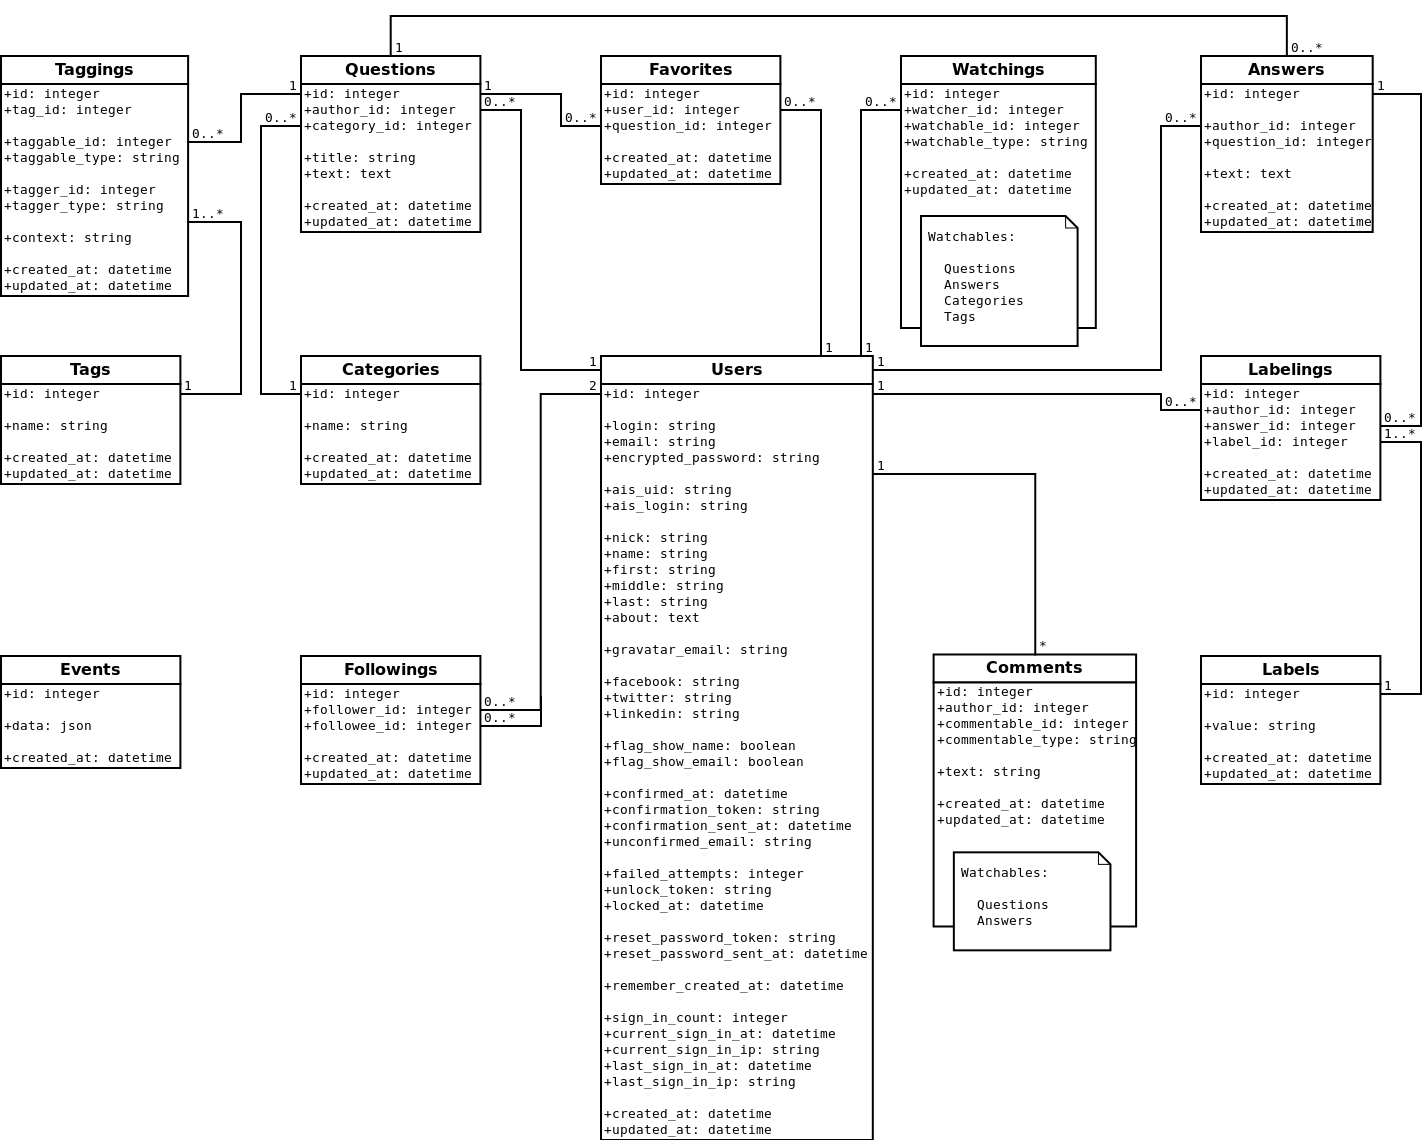 1
0..*
Taggings
+id: integer
+tag_id: integer
+taggable_id: integer
+taggable_type: string
+tagger_id: integer
+tagger_type: string
+context: string
+created_at: datetime
+updated_at: datetime
0..*
1..*
1
0..*
Questions
+id: integer
+author_id: integer
+category_id: integer
+title: string
+text: text
+created_at: datetime
+updated_at: datetime
1
0..*
0..*
Favorites
+id: integer
+user_id: integer
+question_id: integer
+created_at: datetime
+updated_at: datetime
0..*
0..*
Watchings
+id: integer
+watcher_id: integer
+watchable_id: integer
+watchable_type: string
+created_at: datetime
+updated_at: datetime
Watchables:
Questions
Answers
Categories
Tags
0..*
Answers
+id: integer
+author_id: integer
+question_id: integer
+text: text
+created_at: datetime
+updated_at: datetime
1
Tags
+id: integer
+name: string
+created_at: datetime
+updated_at: datetime
1
1
Categories
+id: integer
+name: string
+created_at: datetime
+updated_at: datetime
1
2
1
1
Users
+id: integer
+login: string
+email: string
+encrypted_password: string
+ais_uid: string
+ais_login: string
+nick: string
+name: string
+first: string
+middle: string
+last: string
+about: text
+gravatar_email: string
+facebook: string
+twitter: string
+linkedin: string
+flag_show_name: boolean
+flag_show_email: boolean
+confirmed_at: datetime
+confirmation_token: string
+confirmation_sent_at: datetime
+unconfirmed_email: string
+failed_attempts: integer
+unlock_token: string
+locked_at: datetime
+reset_password_token: string
+reset_password_sent_at: datetime
+remember_created_at: datetime
+sign_in_count: integer
+current_sign_in_at: datetime
+current_sign_in_ip: string
+last_sign_in_at: datetime
+last_sign_in_ip: string
+created_at: datetime
+updated_at: datetime
1
1
1
0..*
Labelings
+id: integer
+author_id: integer
+answer_id: integer
+label_id: integer
+created_at: datetime
+updated_at: datetime
0..*
1..*
Events
+id: integer
+data: json
+created_at: datetime
Followings
+id: integer
+follower_id: integer
+followee_id: integer
+created_at: datetime
+updated_at: datetime
0..*
0..*
*
Comments
+id: integer
+author_id: integer
+commentable_id: integer
+commentable_type: string
+text: string
+created_at: datetime
+updated_at: datetime
Watchables:
Questions
Answers
Labels
+id: integer
+value: string
+created_at: datetime
+updated_at: datetime
1